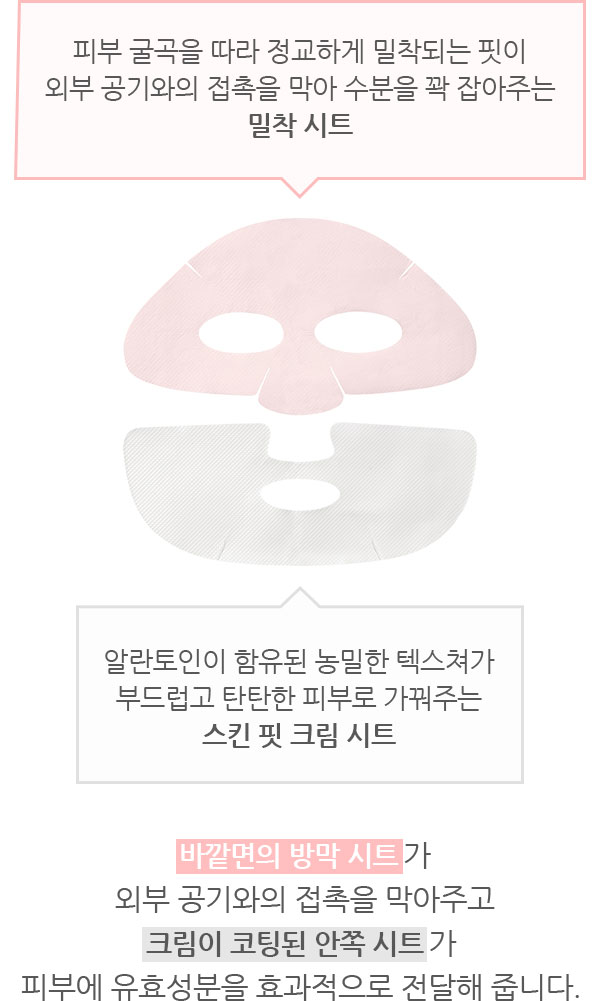 피부 굴곡을 따라 정교하게 밀착되는 핏이
외부 공기와의 접촉을 막아 수분을 꽉 잡아주는
밀착 시트
알란토인이 함유된 농밀한 텍스쳐가
부드럽고 탄탄한 피부로 가꿔주는
스킨 핏 크림 시트
바깥면의 방막 시트가
외부 공기와의 접촉을 막아주고
크림이 코팅된 안쪽 시트가
피부에 유효성분을 효과적으로 전달해 줍니다.